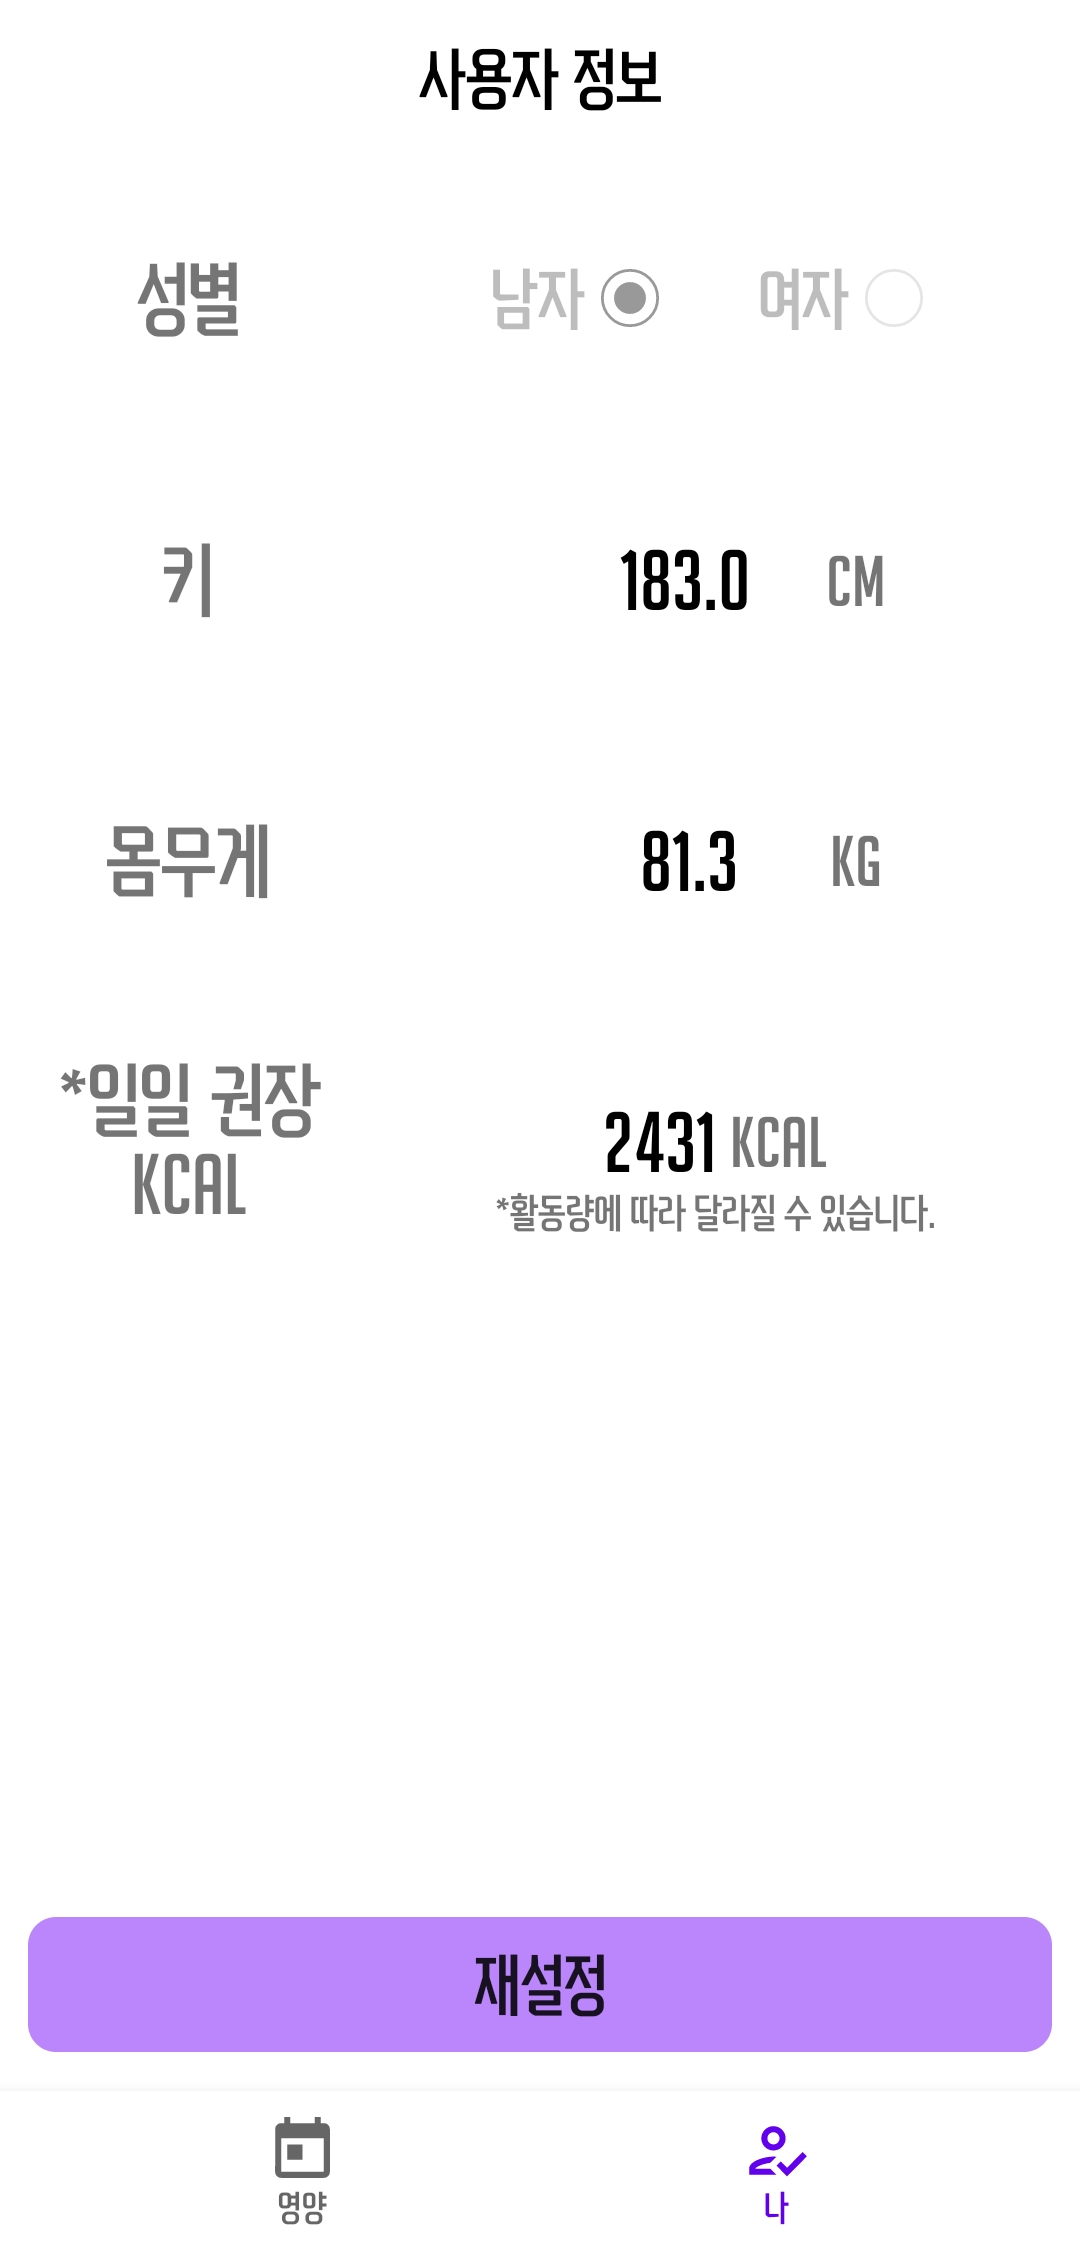 사용자 정보
성별 남자 여자
키 183.0 CM
몸무게 81.3 KG
*일일 권장
KCAL
2431 KCAL
*활동량에 따라 달라질 수 있습니다.
재설정
영양 나